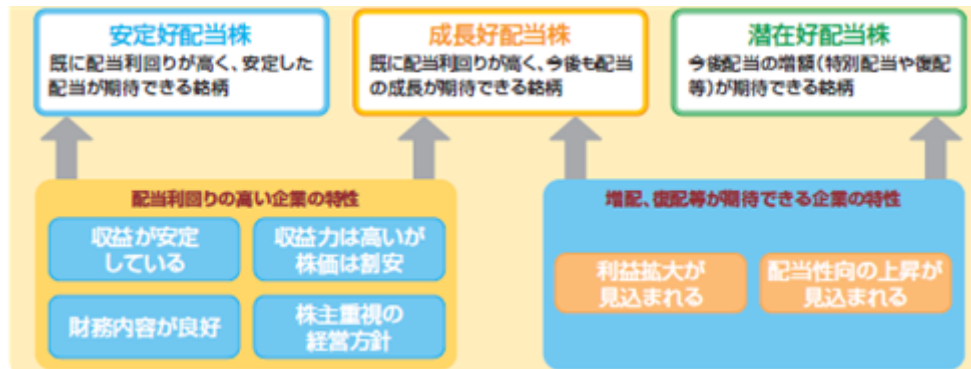 安定好配当株
既に配当利回りが高く、安定した
配当が期待できる銘柄
成長好配当株
既に配当利回りが高く、今後も配当
の成長が期待できる銘柄
潜在好配当株
今後配当の増額(特別配当や復配
等)が期待できる銘柄
配当利回りの高い企業の特性
収益が安定
している
収益力は高いが
株価は割安
財務内容が良好
株主重視の
経営方針
増配、復配等が期待できる企業の特性
利益拡大が
見込まれる
配当性向の上昇が
見込まれる